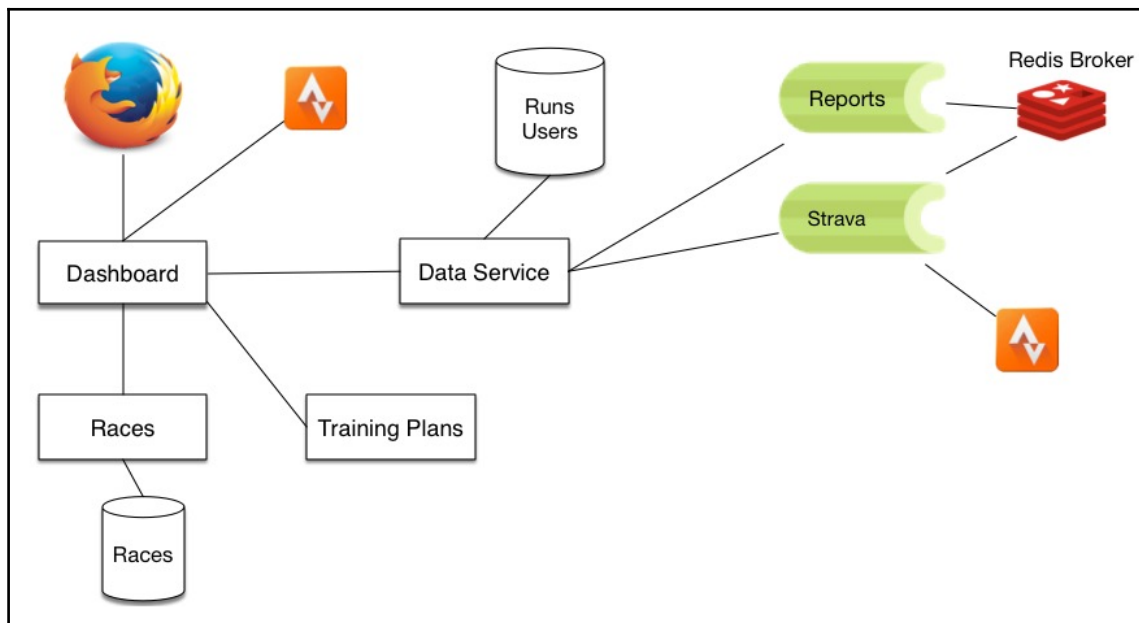 Redis Broker
Runs
Users
Reports
Strava
Dashboard
Data Service
Races
Training Plans
Races